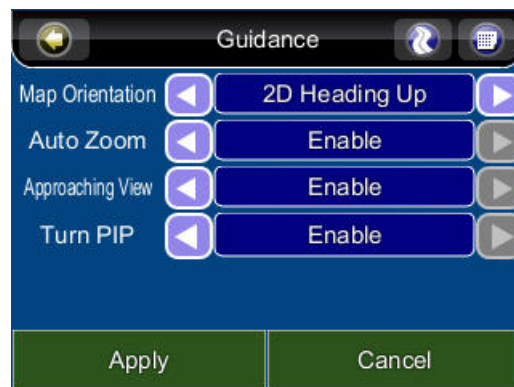 Guidance
Map Orientation 2D Heading Up
Auto Zoom Enable
Approaching View Enable
Turn PIP Enable
Apply Cancel